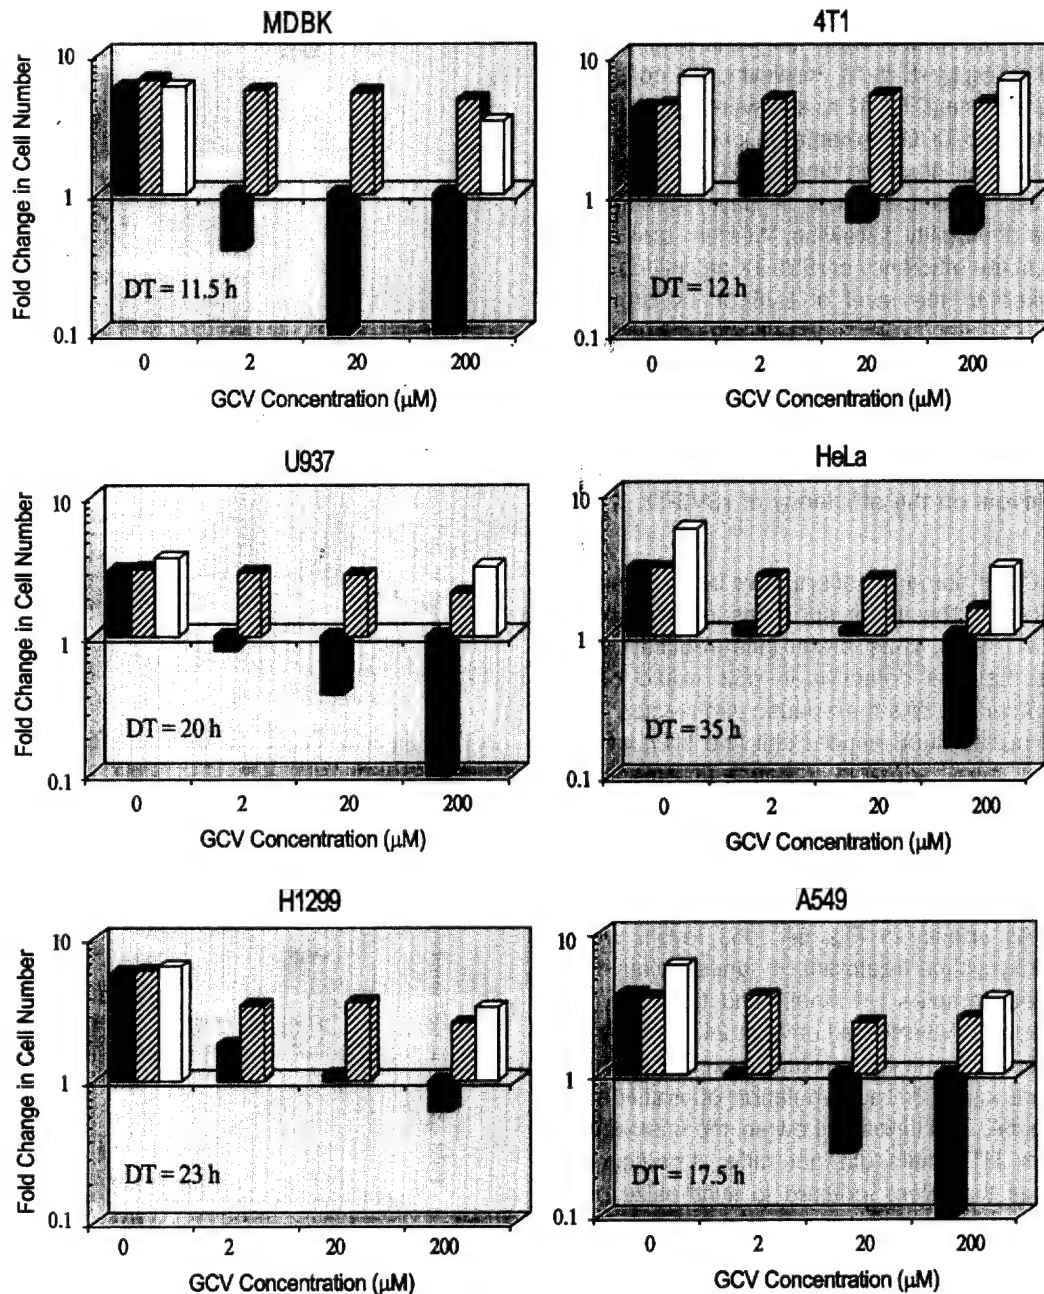 MDBK
Fold Change in Cell Number
10
1
0.1
DT = 11.5 h
0 2 20 200
GCV Concentration (µM)
4T1
10
1
0.1
DT = 12 h
0 2 20 200
GCV Concentration (µM)
U937
Fold Change in Cell Number
10
1
0.1
DT = 20 h
0 2 20 200
GCV Concentration (µM)
HeLa
10
1
0.1
DT = 35 h
0 2 20 200
GCV Concentration (µM)
H1299
Fold Change in Cell Number
10
1
0.1
DT = 23 h
0 2 20 200
GCV Concentration (µM)
A549
10
1
0.1
DT = 17.5 h
0 2 20 200
GCV Concentration (µM)